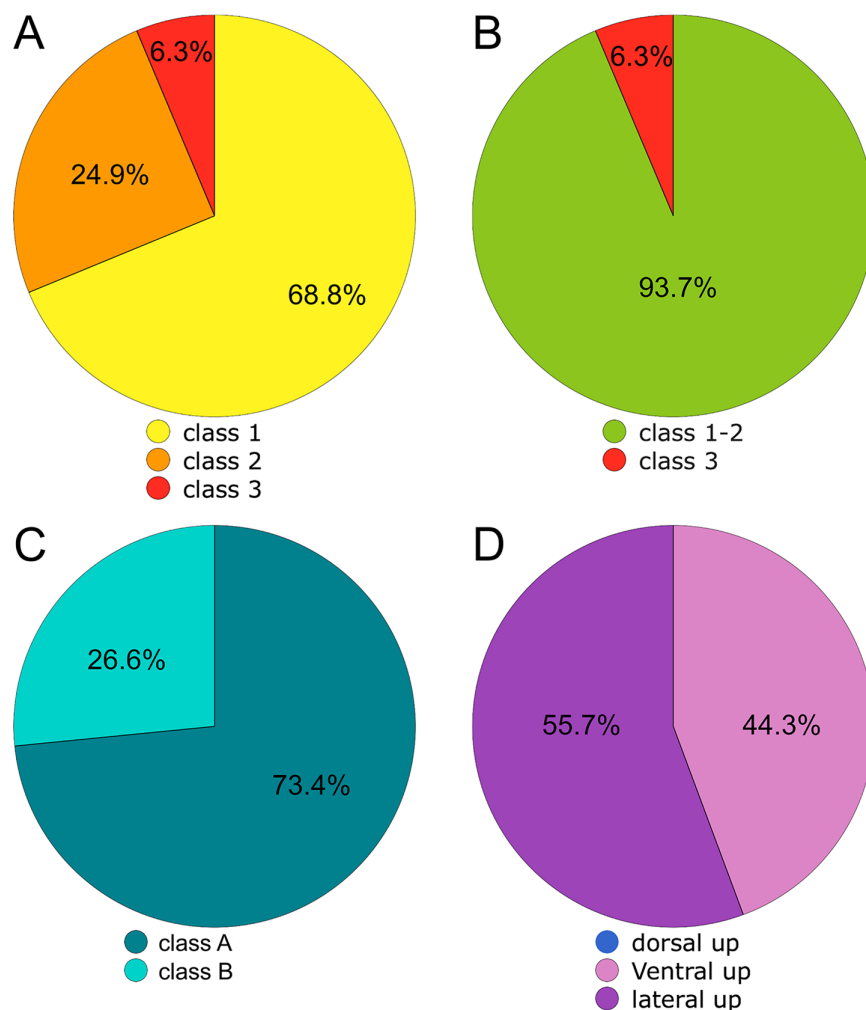 A
6.3%
24.9%
68.8%
class 1
class 2
class 3
B
6.3%
93.7%
class 1-2
class 3
C
26.6%
73.4%
class A
class B
D
55.7%
44.3%
dorsal up
Ventral up
lateral up